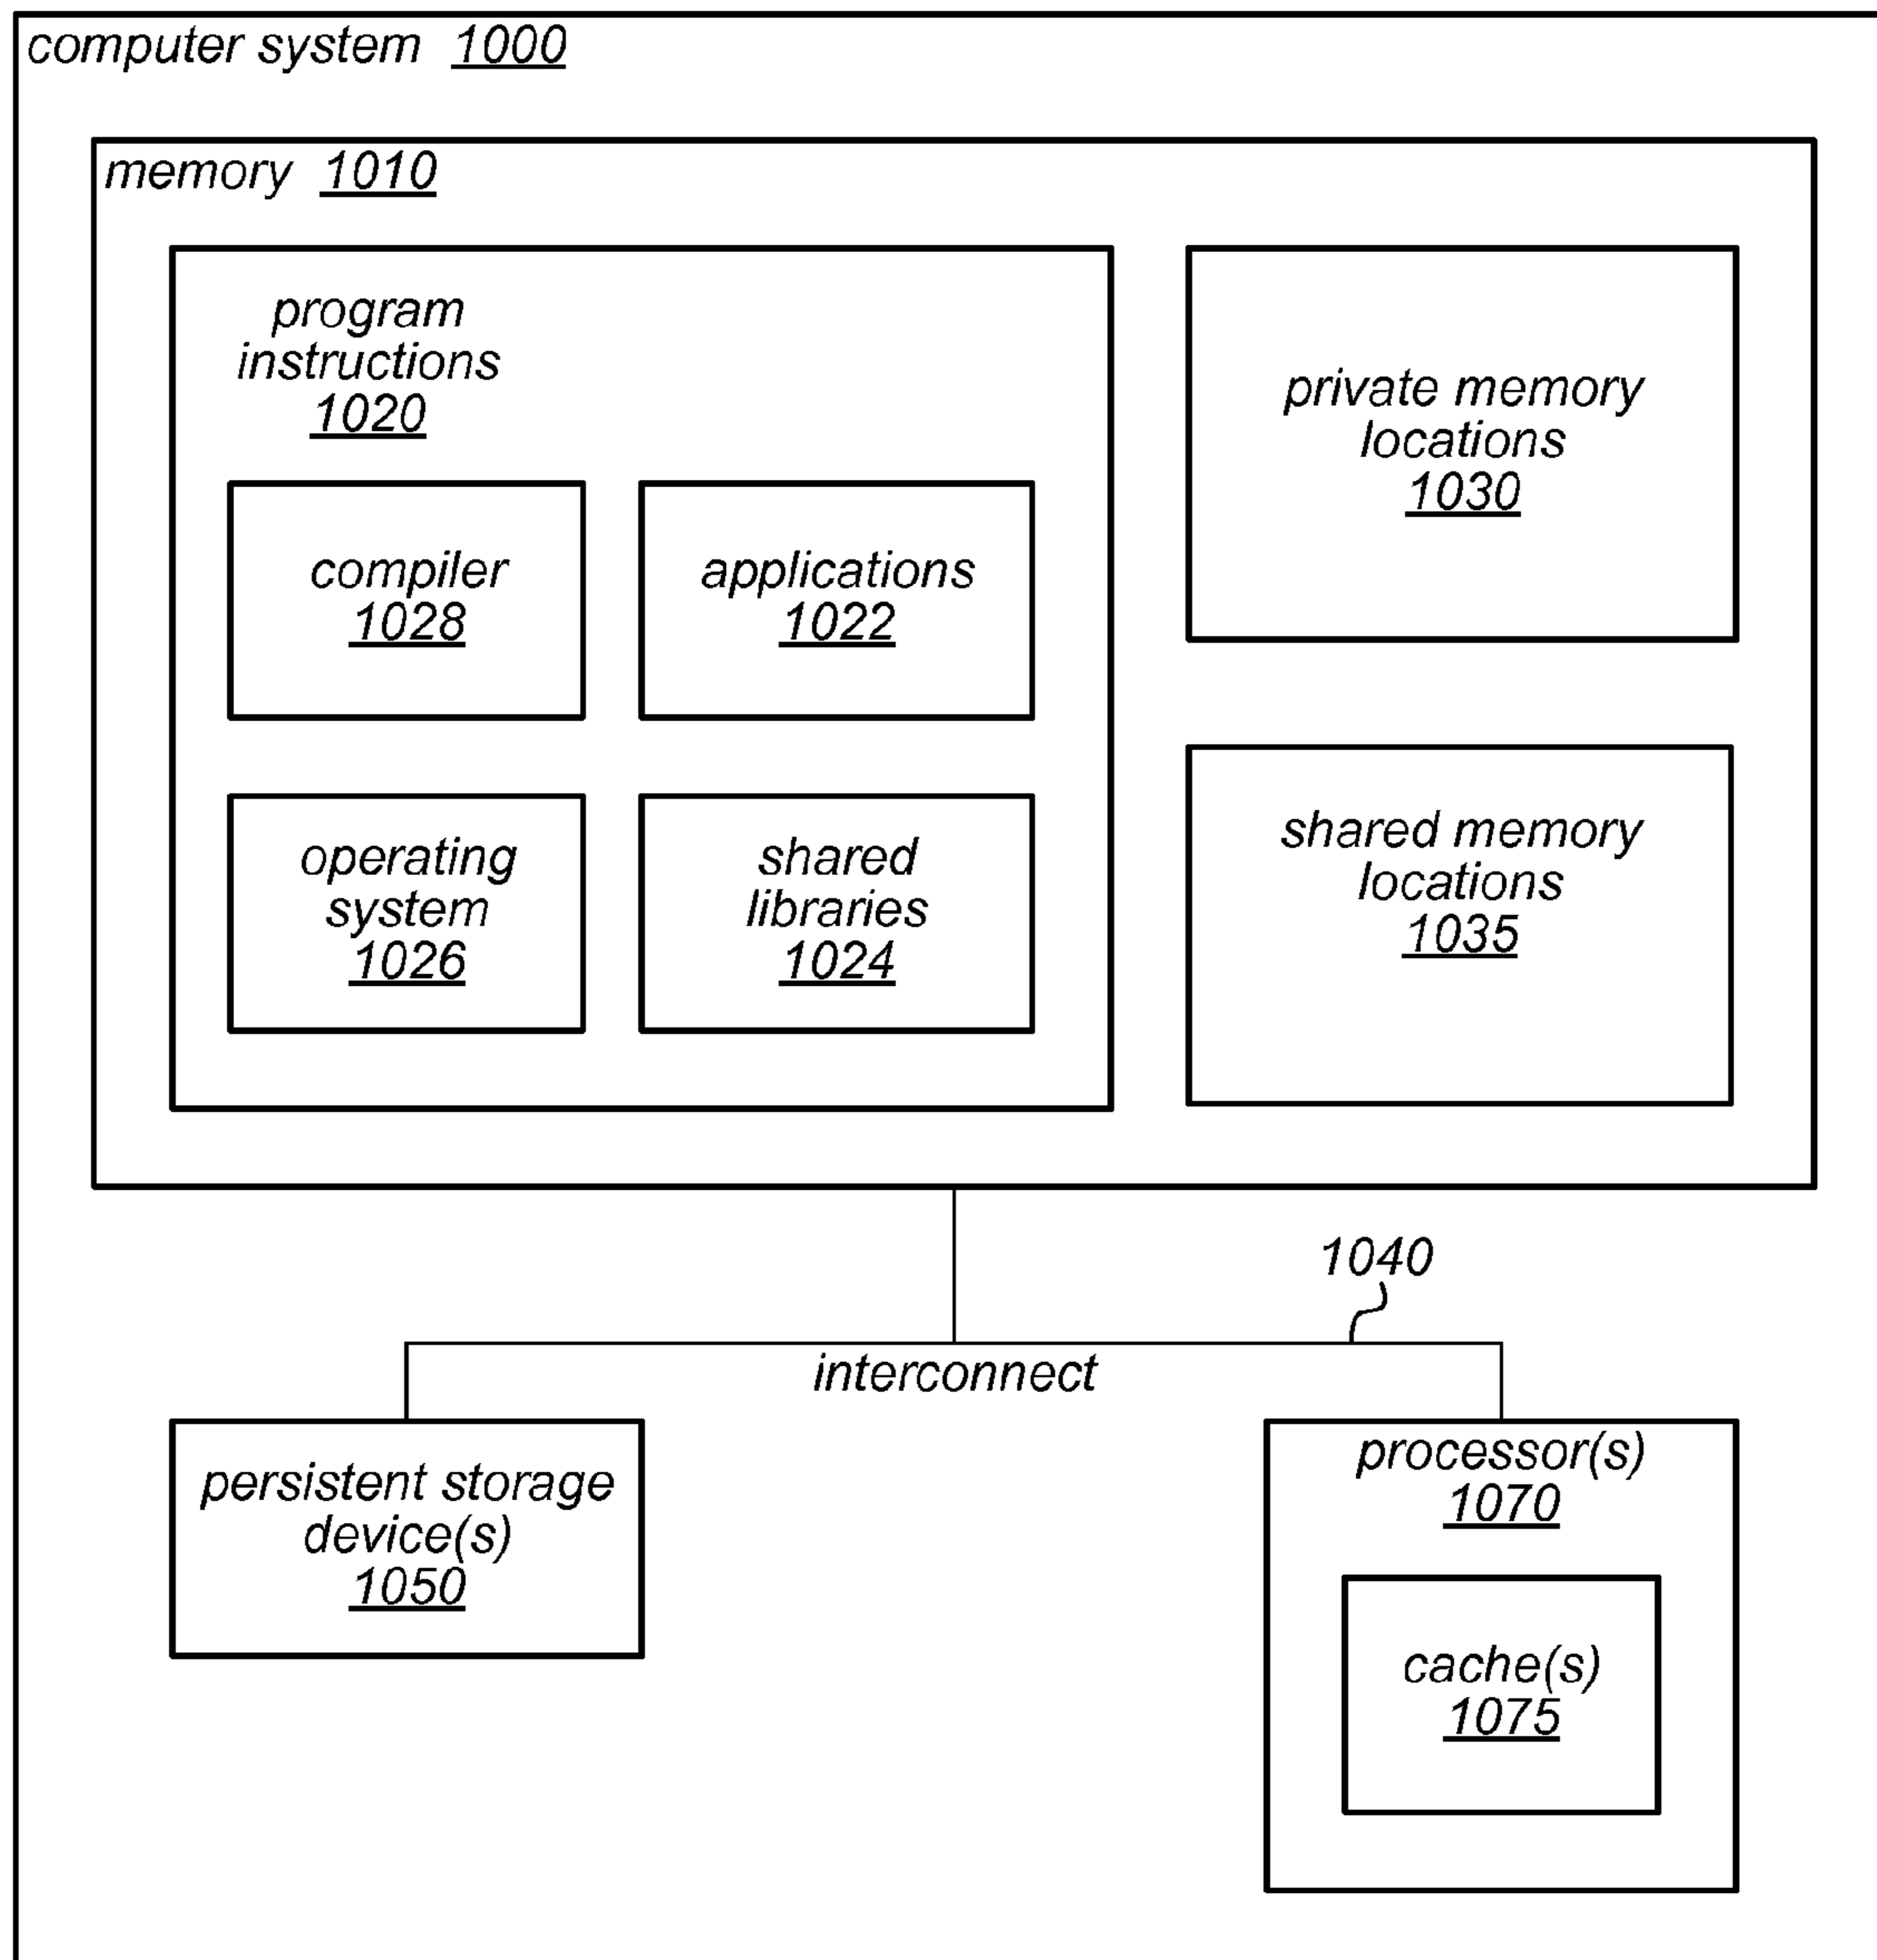 computer system 1000
memory 1010
program
instructions
1020
compiler
1028
applications
1022
operating
system
1026
shared
libraries
1024
private memory
locations
1030
shared memory
locations
1035
1040
interconnect
persistent storage
device(s)
1050
processor(s)
1070
cache(s)
1075